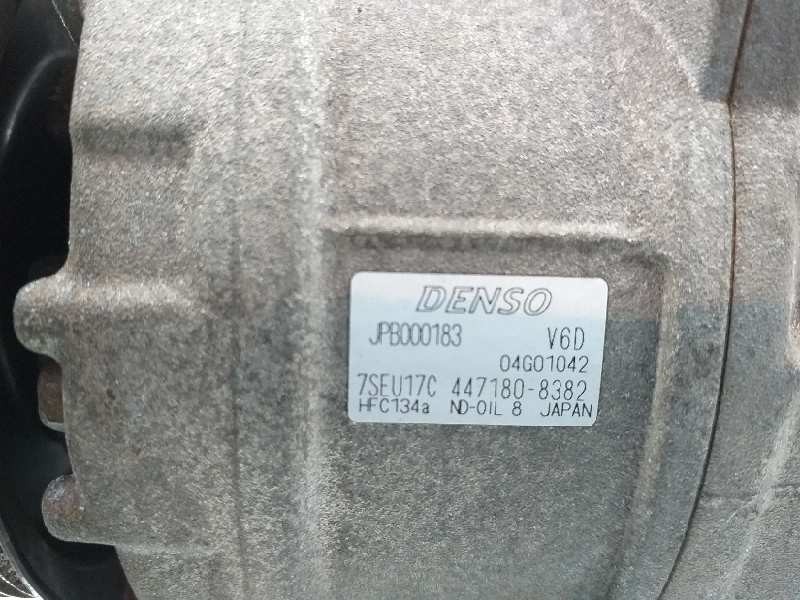 DENSO
JPB000183 V6D
04G01042
7SEU17C 447180-8382
HFC134a ND-OIL 8 JAPAN